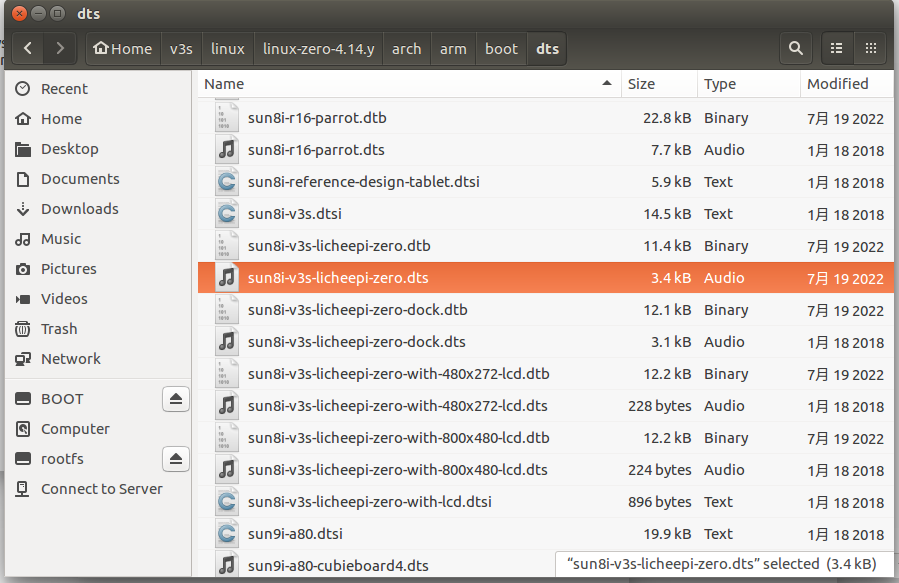 dts
Home v3s linux linux-zero-4.14.y arch arm boot dts
Name Size Type Modified
Recent
Home
Desktop
Documents
Downloads
Music
Pictures
Videos
Trash
Network
BOOT
Computer
rootfs
Connect to Server
sun8i-r16-parrot.dtb 22.8 kB Binary 7月 19 2022
sun8i-r16-parrot.dts 7.7 kB Audio 1月 18 2018
sun8i-reference-design-tablet.dtsi 5.9 kB Text 1月 18 2018
sun8i-v3s.dtsi 14.5 kB Text 1月 18 2018
sun8i-v3s-licheepi-zero.dtb 11.4 kB Binary 7月 19 2022
sun8i-v3s-licheepi-zero.dts 3.4 kB Audio 7月 19 2022
sun8i-v3s-licheepi-zero-dock.dtb 12.1 kB Binary 7月 19 2022
sun8i-v3s-licheepi-zero-dock.dts 3.1 kB Audio 1月 18 2018
sun8i-v3s-licheepi-zero-with-480x272-lcd.dtb 12.2 kB Binary 7月 19 2022
sun8i-v3s-licheepi-zero-with-480x272-lcd.dts 228 bytes Audio 1月 18 2018
sun8i-v3s-licheepi-zero-with-800x480-lcd.dtb 12.2 kB Binary 7月 19 2022
sun8i-v3s-licheepi-zero-with-800x480-lcd.dts 224 bytes Audio 1月 18 2018
sun8i-v3s-licheepi-zero-with-lcd.dtsi 896 bytes Text 1月 18 2018
sun9i-a80.dtsi 19.9 kB Text 1月 18 2018
sun9i-a80-cubieboard4.dts
“sun8i-v3s-licheepi-zero.dts” selected (3.4 kB)